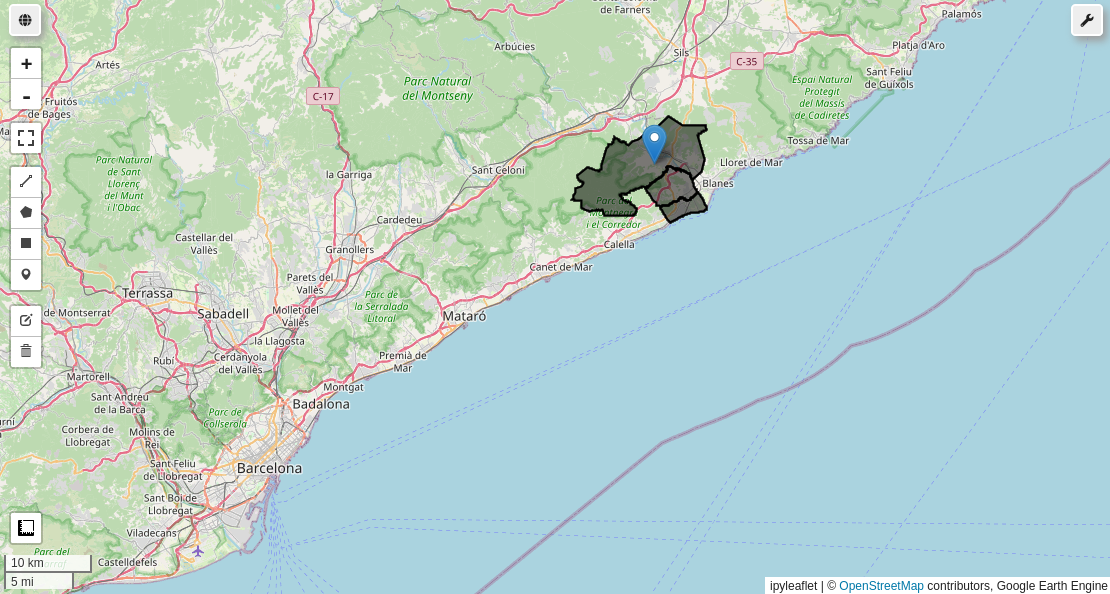 Santa Coloma
de Farners
Palamós
Arbúcies
Sils
Platja d'Aro
Artés
C-35
Parc Natural
del Montseny
Espai Natural
Protegit
del Massís
de Cadiretes
Sant Feliu
de Guíxols
+
C-17
-
Fruitós
de Bages
Tossa de Mar
Parc Natural
de Sant
Llorenç
del Munt
i l'Obac
Lloret de Mar
la Garriga
Sant Celoni
Blanes
Parc del
Montnegre
i el Corredor
Cardedeu
Castellar del
Vallès
Granollers
Calella
Canet de Mar
Parets del
Vallès
Terrassa
Parc de
la Serralada
Litoral
de Montserrat
Sabadell
Mollet del
Vallès
Mataró
la Llagosta
Rubí
Cerdanyola
del Vallès
Premià de
Mar
Martorell
Montgat
Sant Andreu
de la Barca
Badalona
Parc de
Collserola
Corbera de
Llobregat
Molins de
Rei
Sant Feliu
de Llobregat
Barcelona
Sant Boi de
Llobregat
Viladecans
Parc del
Castelldefels
10 km
5 mi
ipyleaflet | © OpenStreetMap contributors, Google Earth Engine